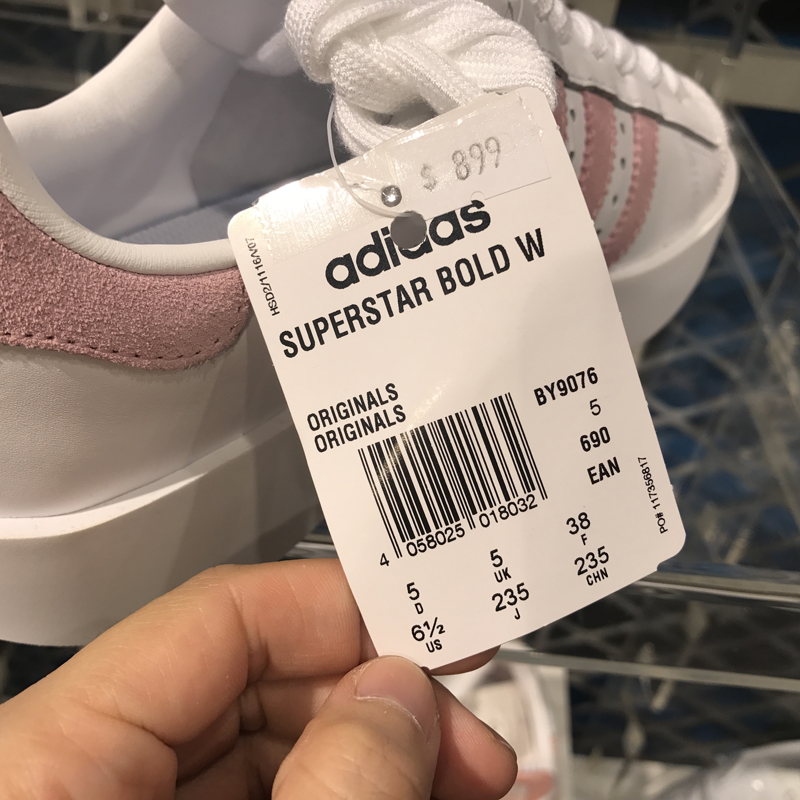 $ 899
adidas
SUPERSTAR BOLD W
HSD2/1116/V07
ORIGINALS
ORIGINALS
BY9076
5
690
EAN
4 058025 018032
PO# 117356817
5
D
5
UK
38
F
6½
US
235
J
235
CHN